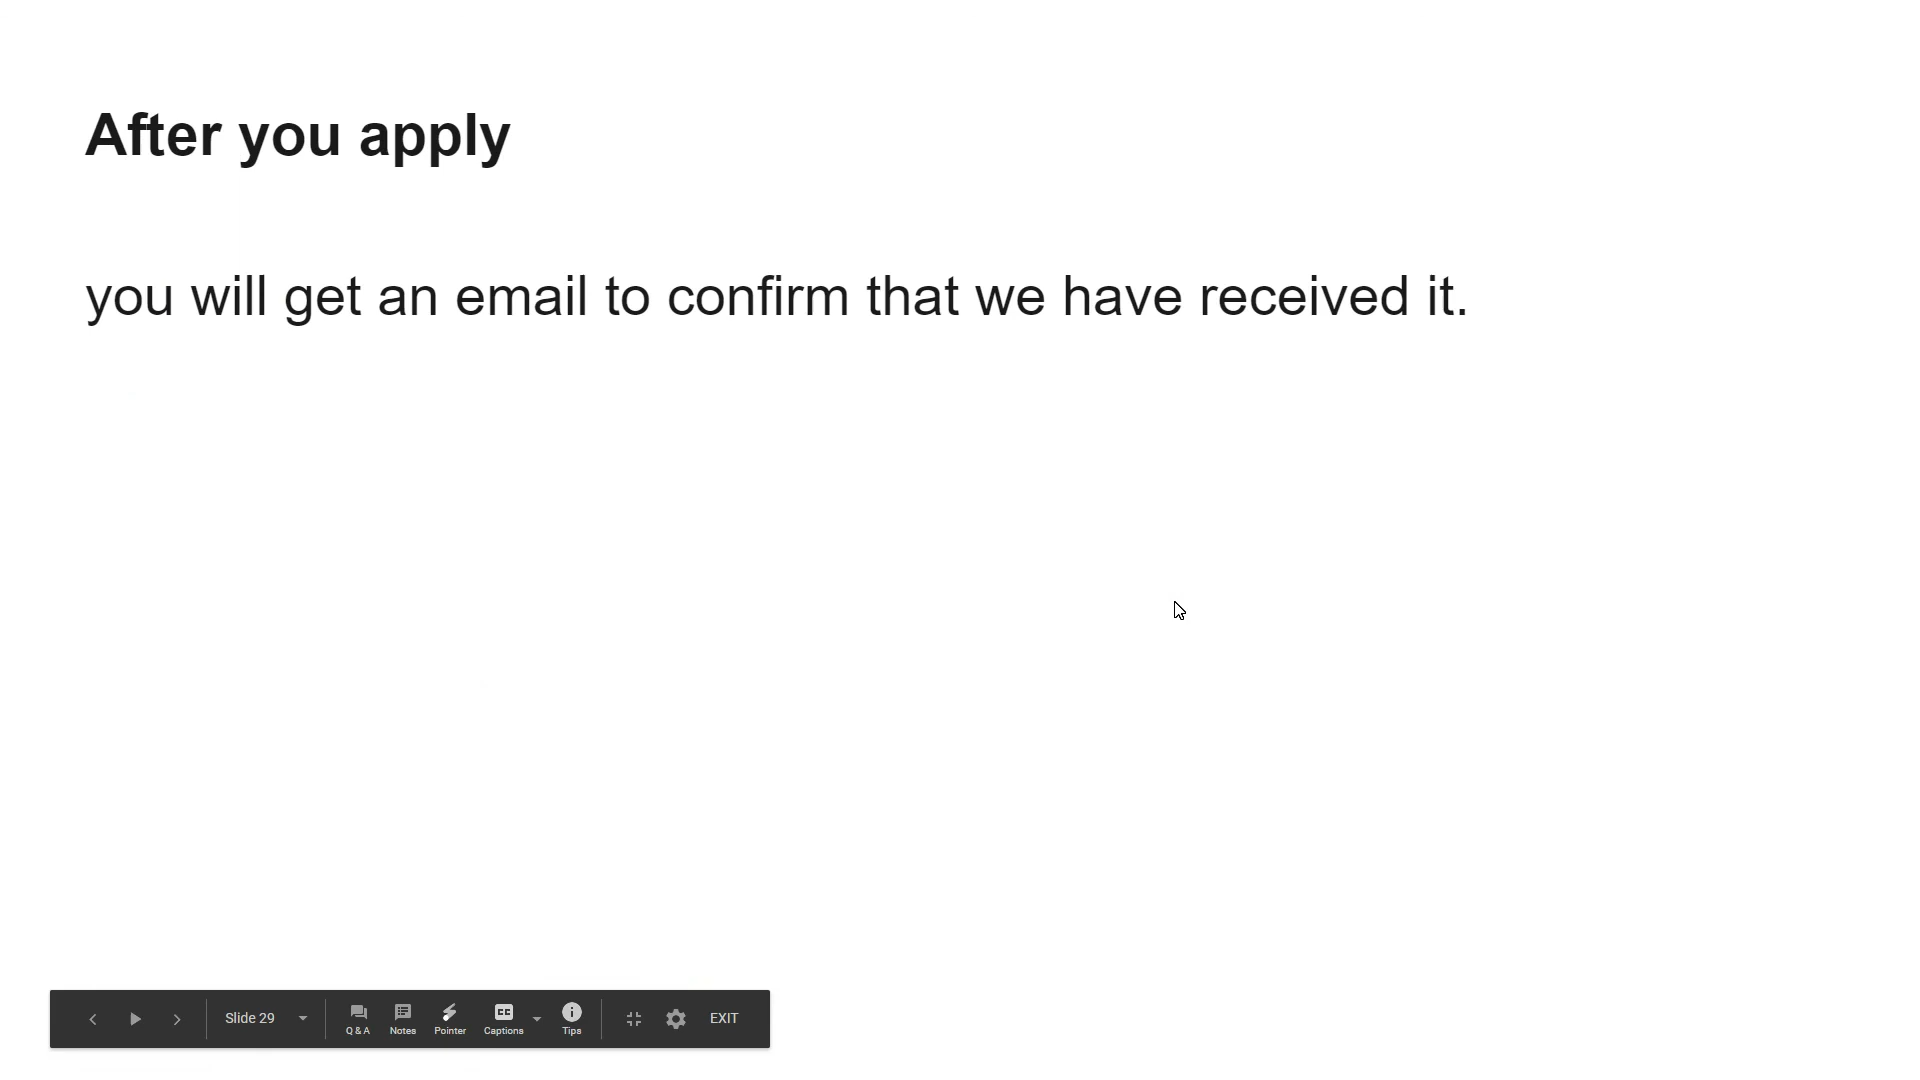 After you apply
you will get an email to confirm that we have received it.
Slide 29
Q & A
Notes
Pointer
CC
Captions
Tips
EXIT